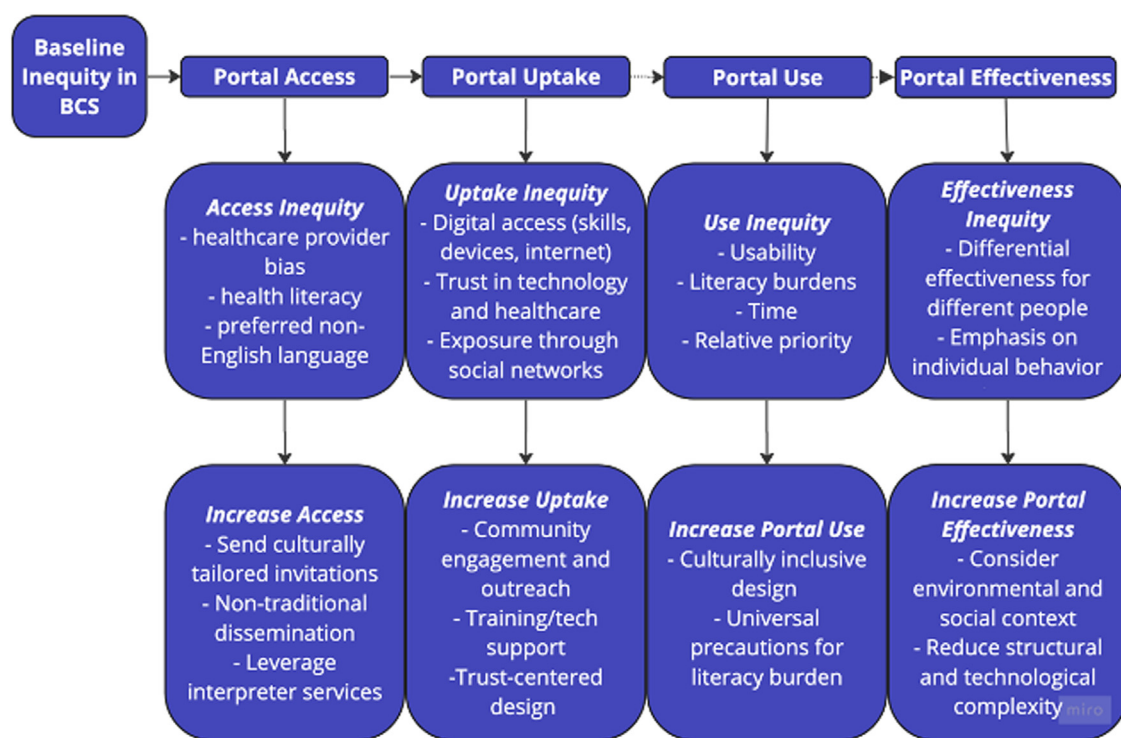 Baseline
Inequity in
BCS
Portal Access
Portal Uptake
Portal Use
Portal Effectiveness
Access Inequity
- healthcare provider
bias
- health literacy
- preferred non-
English language
Uptake Inequity
- Digital access (skills,
devices, internet)
- Trust in technology
and healthcare
- Exposure through
social networks
Use Inequity
- Usability
- Literacy burdens
- Time
- Relative priority
Effectiveness
Inequity
- Differential
effectiveness for
different people
- Emphasis on
individual behavior
Increase Access
- Send culturally
tailored invitations
- Non-traditional
dissemination
- Leverage
interpreter services
Increase Uptake
- Community
engagement and
outreach
- Training/tech
support
-Trust-centered
design
Increase Portal Use
- Culturally inclusive
design
- Universal
precautions for
literacy burden
Increase Portal
Effectiveness
- Consider
environmental and
social context
- Reduce structural
and technological
complexity
miro